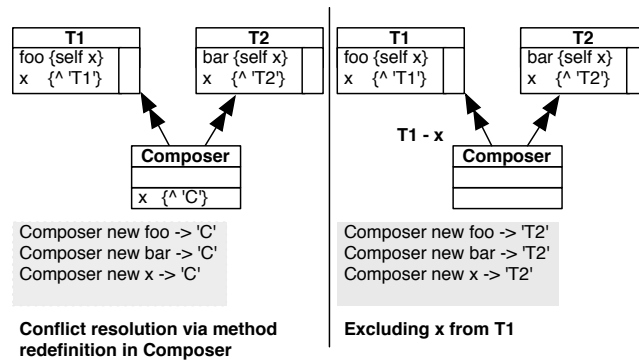 T1
foo {self x}
x {^ 'T1'}
T2
bar {self x}
x {^ 'T2'}
Composer
x {^ 'C'}
Composer new foo -> 'C'
Composer new bar -> 'C'
Composer new x -> 'C'
Conflict resolution via method
redefinition in Composer
T1
foo {self x}
x {^ 'T1'}
T2
bar {self x}
x {^ 'T2'}
T1 - x
Composer
Composer new foo -> 'T2'
Composer new bar -> 'T2'
Composer new x -> 'T2'
Excluding x from T1